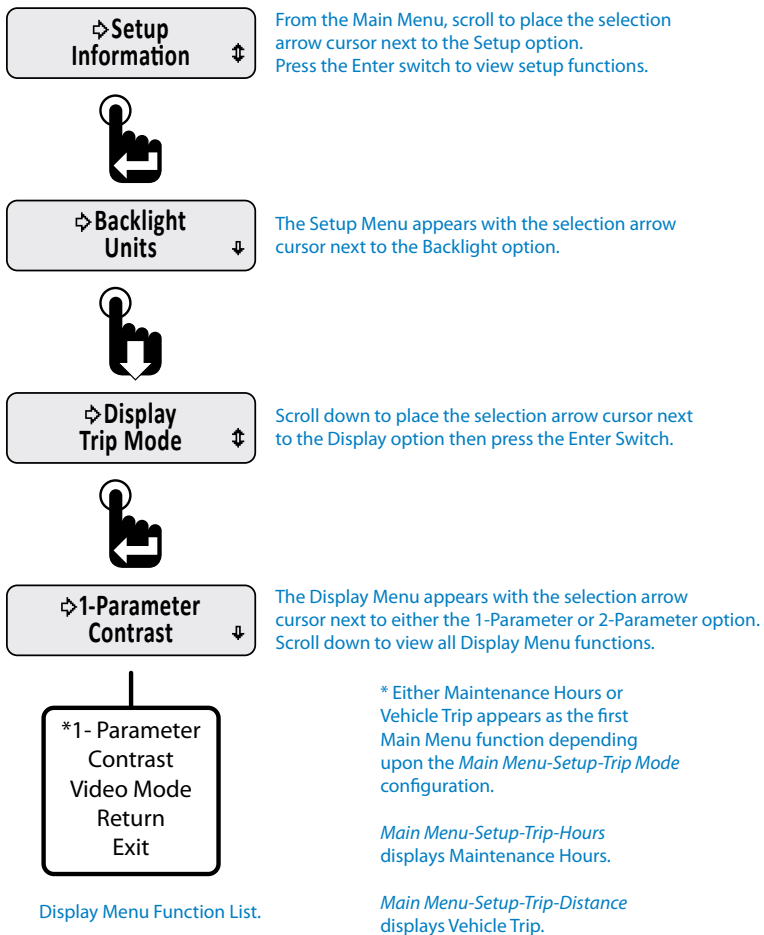 Setup
Information
From the Main Menu, scroll to place the selection
arrow cursor next to the Setup option.
Press the Enter switch to view setup functions.
Backlight
Units
The Setup Menu appears with the selection arrow
cursor next to the Backlight option.
Display
Trip Mode
Scroll down to place the selection arrow cursor next
to the Display option then press the Enter Switch.
1-Parameter
Contrast
The Display Menu appears with the selection arrow
cursor next to either the 1-Parameter or 2-Parameter option.
Scroll down to view all Display Menu functions.
*1- Parameter
Contrast
Video Mode
Return
Exit
Display Menu Function List.
* Either Maintenance Hours or
Vehicle Trip appears as the first
Main Menu function depending
upon the Main Menu-Setup-Trip Mode
configuration.
Main Menu-Setup-Trip-Hours
displays Maintenance Hours.
Main Menu-Setup-Trip-Distance
displays Vehicle Trip.